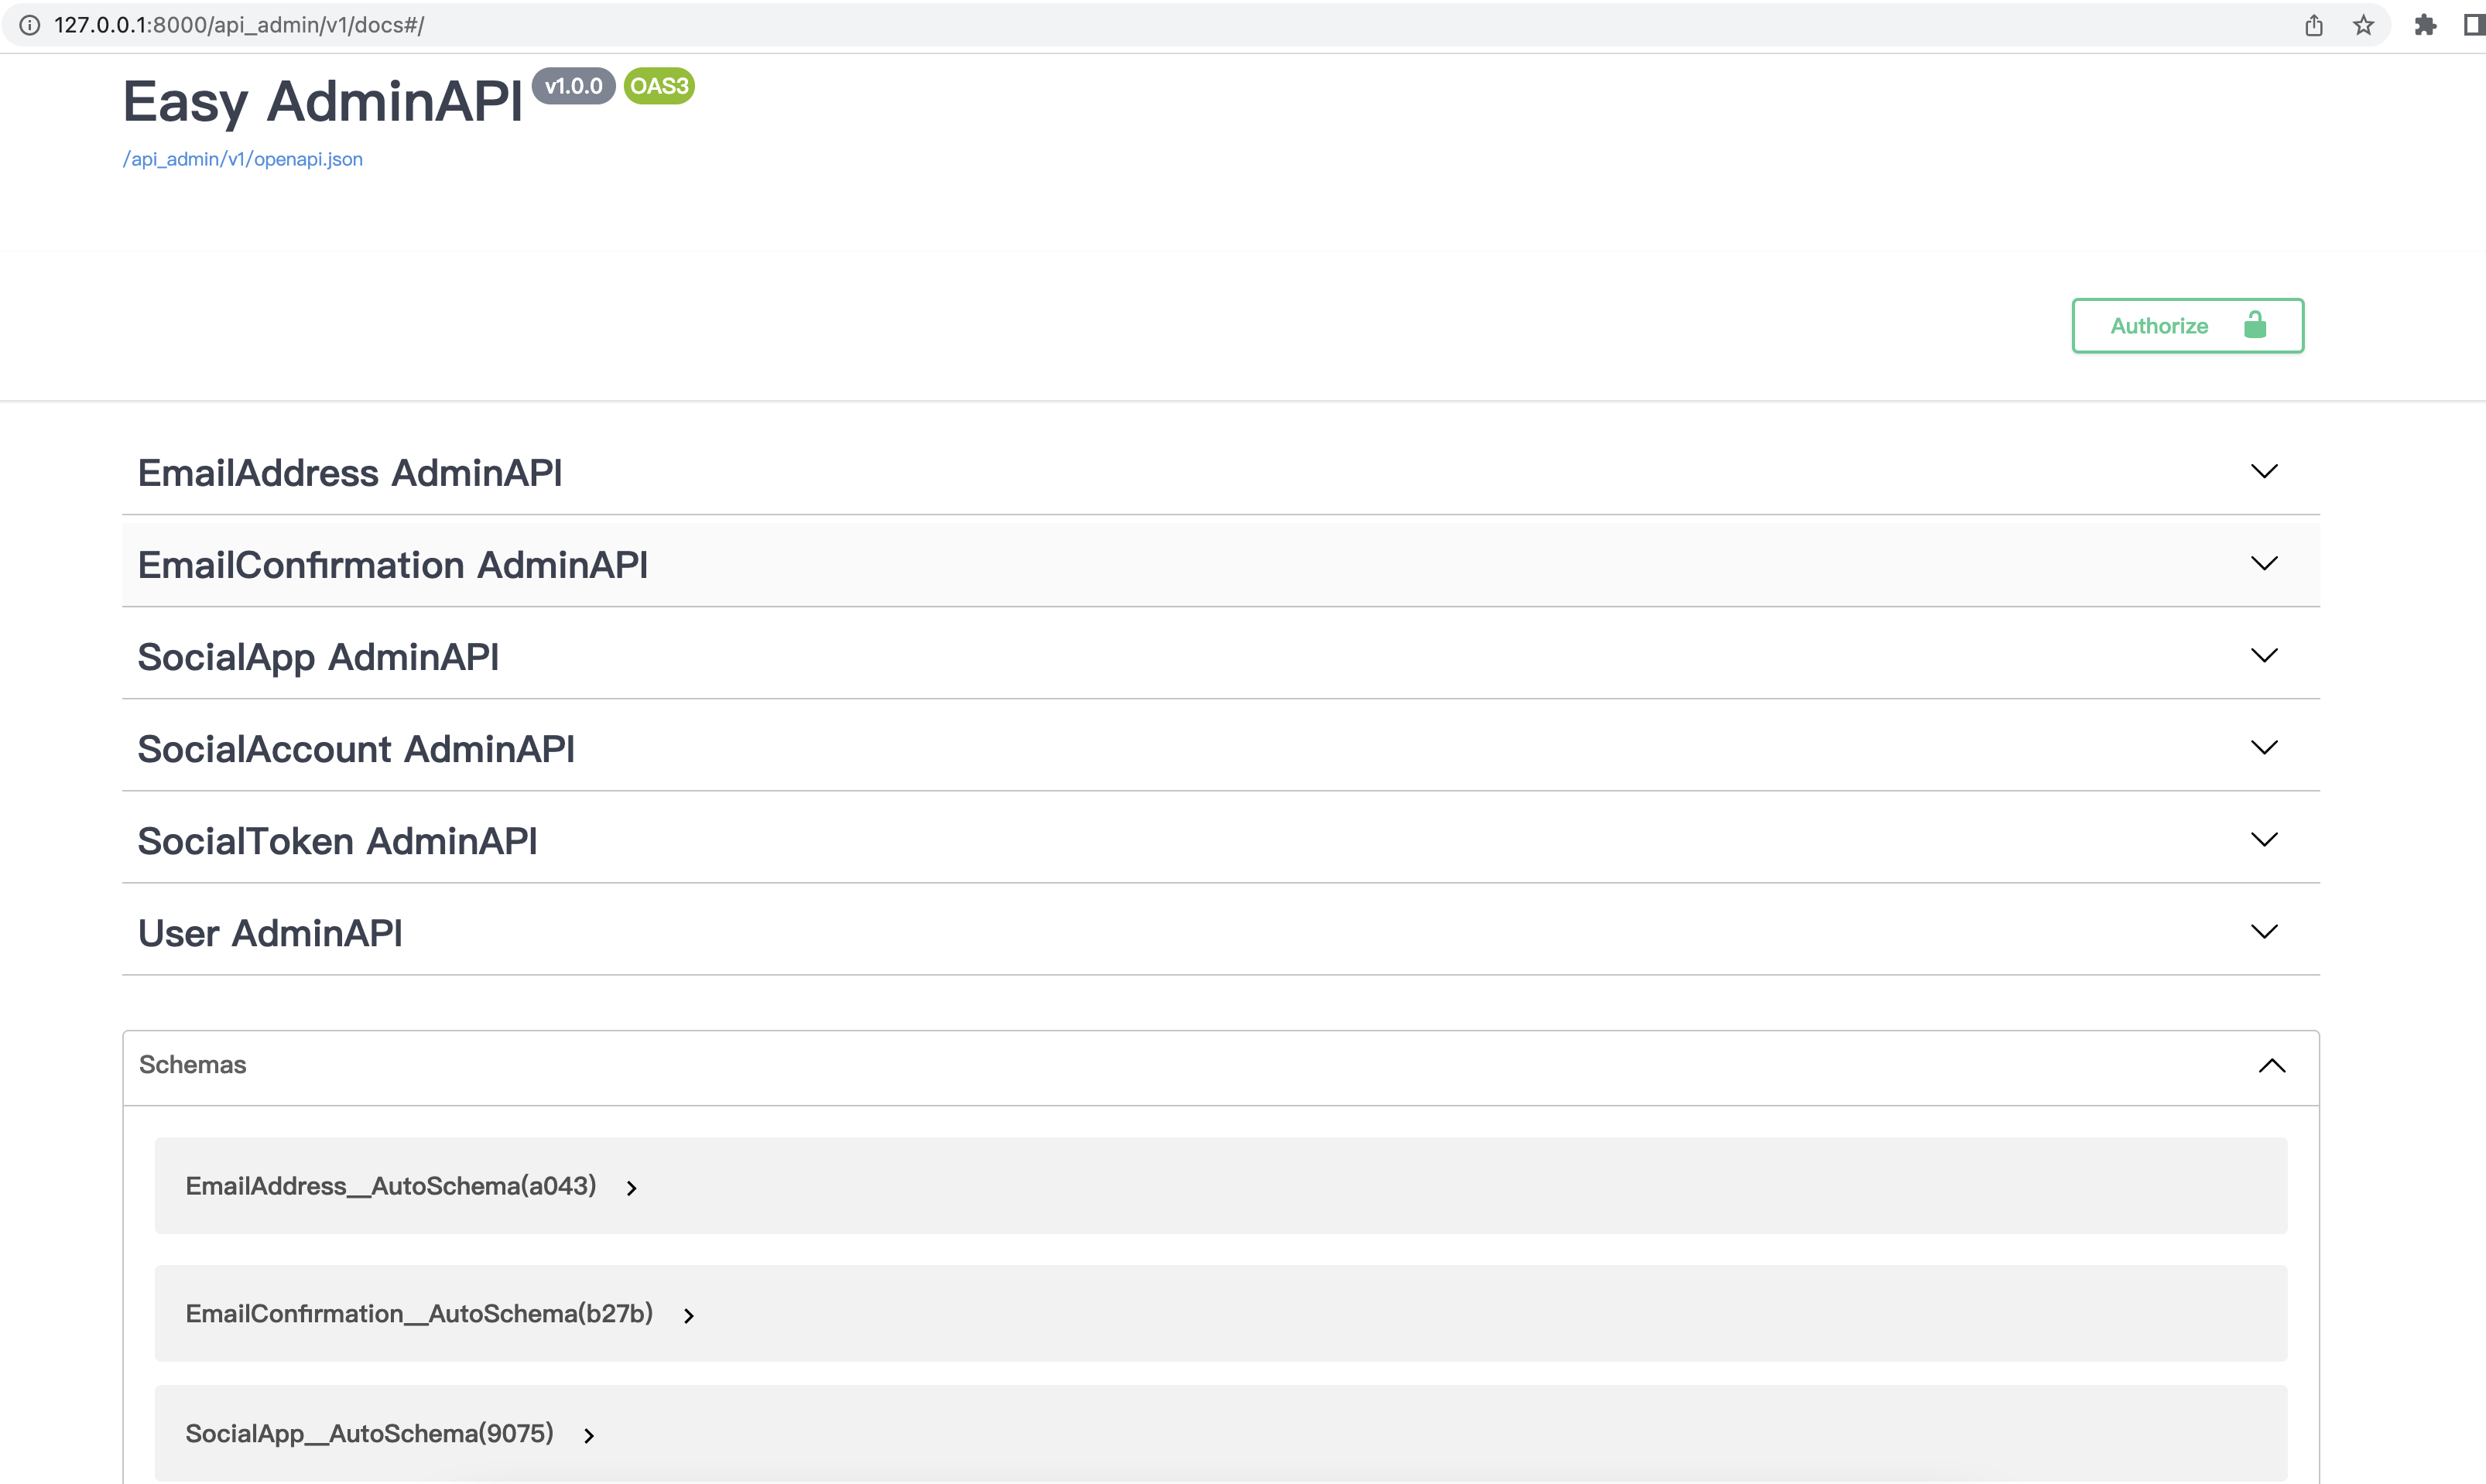 127.0.0.1:8000/api_admin/v1/docs#/
Easy AdminAPI v1.0.0 OAS3
/api_admin/v1/openapi.json
Authorize
EmailAddress AdminAPI
EmailConfirmation AdminAPI
SocialApp AdminAPI
SocialAccount AdminAPI
SocialToken AdminAPI
User AdminAPI
Schemas
EmailAddress__AutoSchema(a043)
EmailConfirmation__AutoSchema(b27b)
SocialApp__AutoSchema(9075)